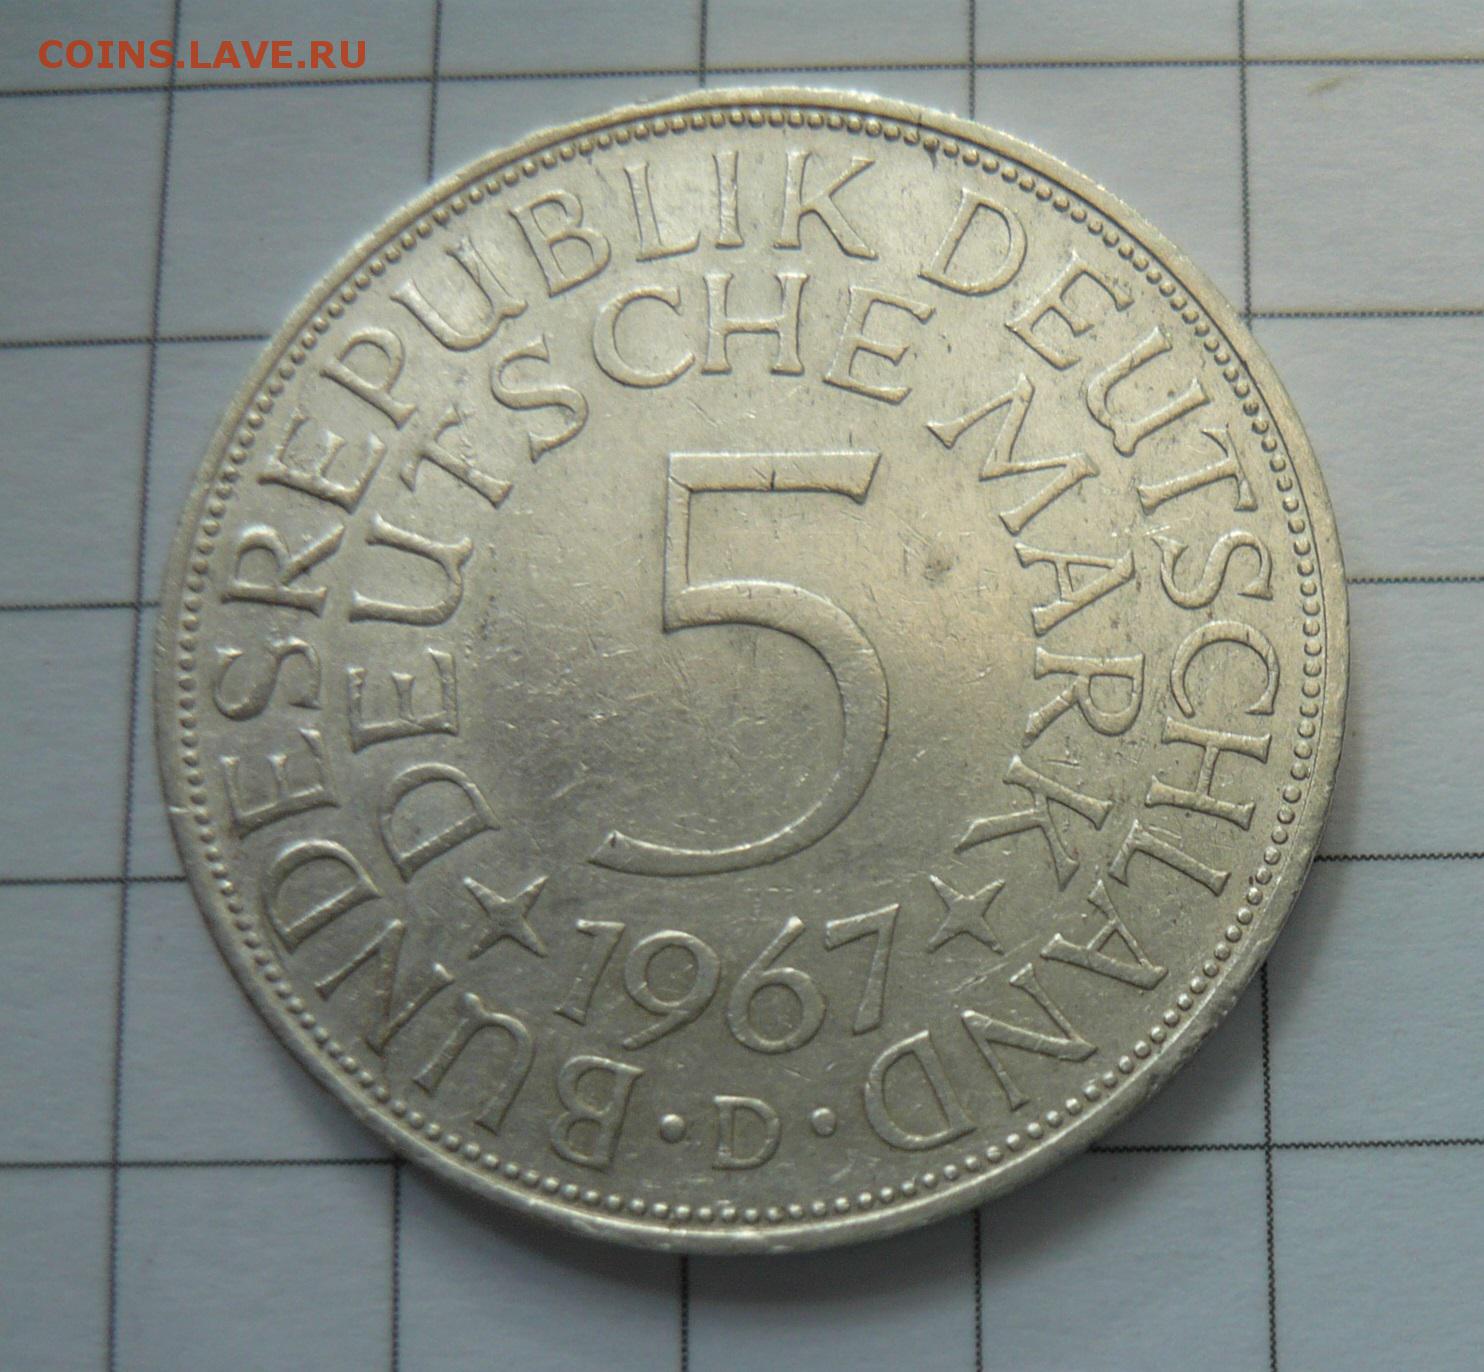 COINS.LAVE.RU
BUNDESREPUBLIK DEUTSCHLAND
DEUTSCHE MARK
5
1967
· D ·